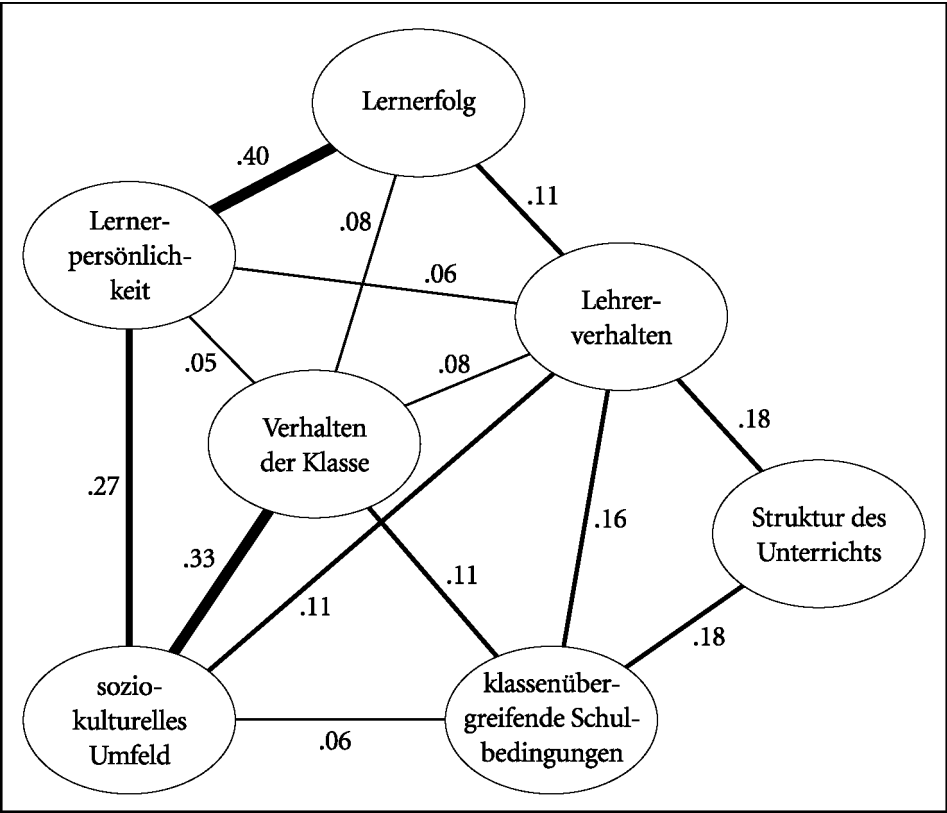 Lernerfolg
.40
.11
Lerner-
persönlich-
keit
.08
.06
Lehrer-
verhalten
.05
.08
Verhalten
der Klasse
.18
.27
.33
.16
Struktur des
Unterrichts
.11
.11
.18
sozio-
kulturelles
Umfeld
.06
klassenüber-
greifende Schul-
bedingungen